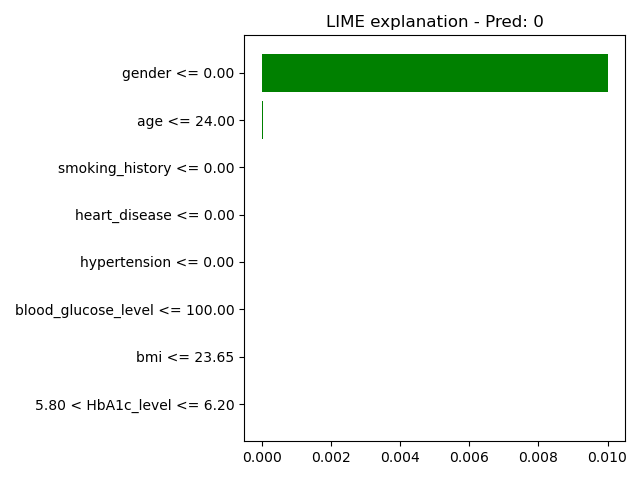 LIME explanation - Pred: 0
gender <= 0.00
age <= 24.00
smoking_history <= 0.00
heart_disease <= 0.00
hypertension <= 0.00
blood_glucose_level <= 100.00
bmi <= 23.65
5.80 < HbA1c_level <= 6.20
0.000 0.002 0.004 0.006 0.008 0.010